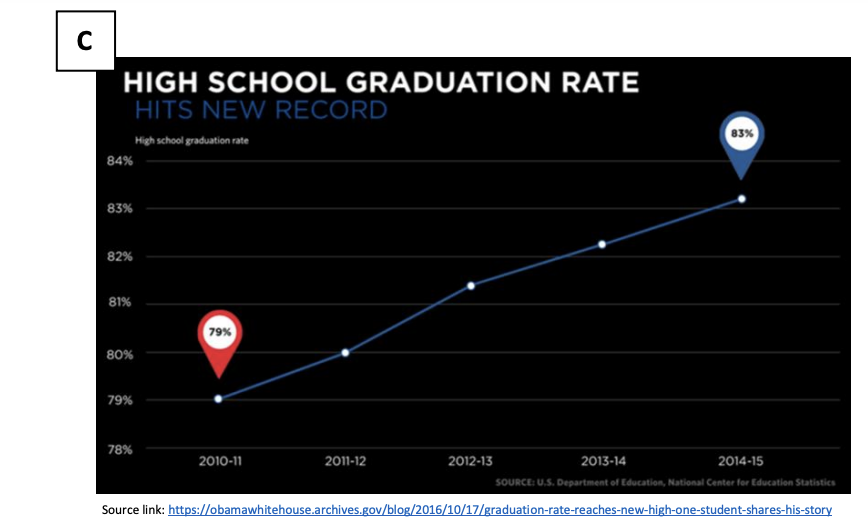 C
HIGH SCHOOL GRADUATION RATE
HITS NEW RECORD
High school graduation rate
83%
84%
83%
82%
81%
79%
80%
79%
78%
2010-11 2011-12 2012-13 2013-14 2014-15
SOURCE: U.S. Department of Education, National Center for Education Statistics
Source link: https://obamawhitehouse.archives.gov/blog/2016/10/17/graduation-rate-reaches-new-high-one-student-shares-his-story